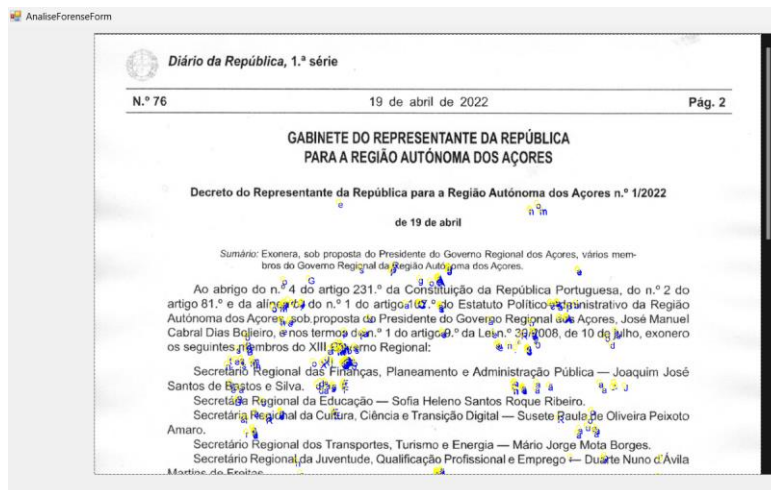 AnaliseForenseForm
Diário da República, 1.ª série
N.º 76 19 de abril de 2022 Pág. 2
GABINETE DO REPRESENTANTE DA REPÚBLICA
PARA A REGIÃO AUTÓNOMA DOS AÇORES
Decreto do Representante da República para a Região Autónoma dos Açores n.º 1/2022
de 19 de abril
Sumário: Exonera, sob proposta do Presidente do Governo Regional dos Açores, vários mem-
bros do Governo Regional da Região Autónoma dos Açores.
Ao abrigo do n.º 4 do artigo 231.º da Constituição da República Portuguesa, do n.º 2 do
artigo 81.º e da do n.º 1 do artigo do Estatuto Político da Região
Autónoma dos Açores, sob proposta do Presidente do Governo Regional dos Açores, José Manuel
Cabral Dias Bolieiro, e nos termos do n.º 1 do artigo 9.º da Lei n.º de 10 de julho, exonero
os seguintes membros do XIII Governo Regional:
Secretário Regional das Finanças, Planeamento e Administração Pública — Joaquim José
Santos de Bastos e Silva.
Secretária Regional da Educação — Sofia Heleno Santos Roque Ribeiro.
Secretária Regional da Cultura, Ciência e Transição Digital — Susete Paula de Oliveira Peixoto
Amaro.
Secretário Regional dos Transportes, Turismo e Energia — Mário Jorge Mota Borges.
Secretário Regional da Juventude, Qualificação Profissional e Emprego — Duarte Nuno d'Ávila
Martins de Freitas